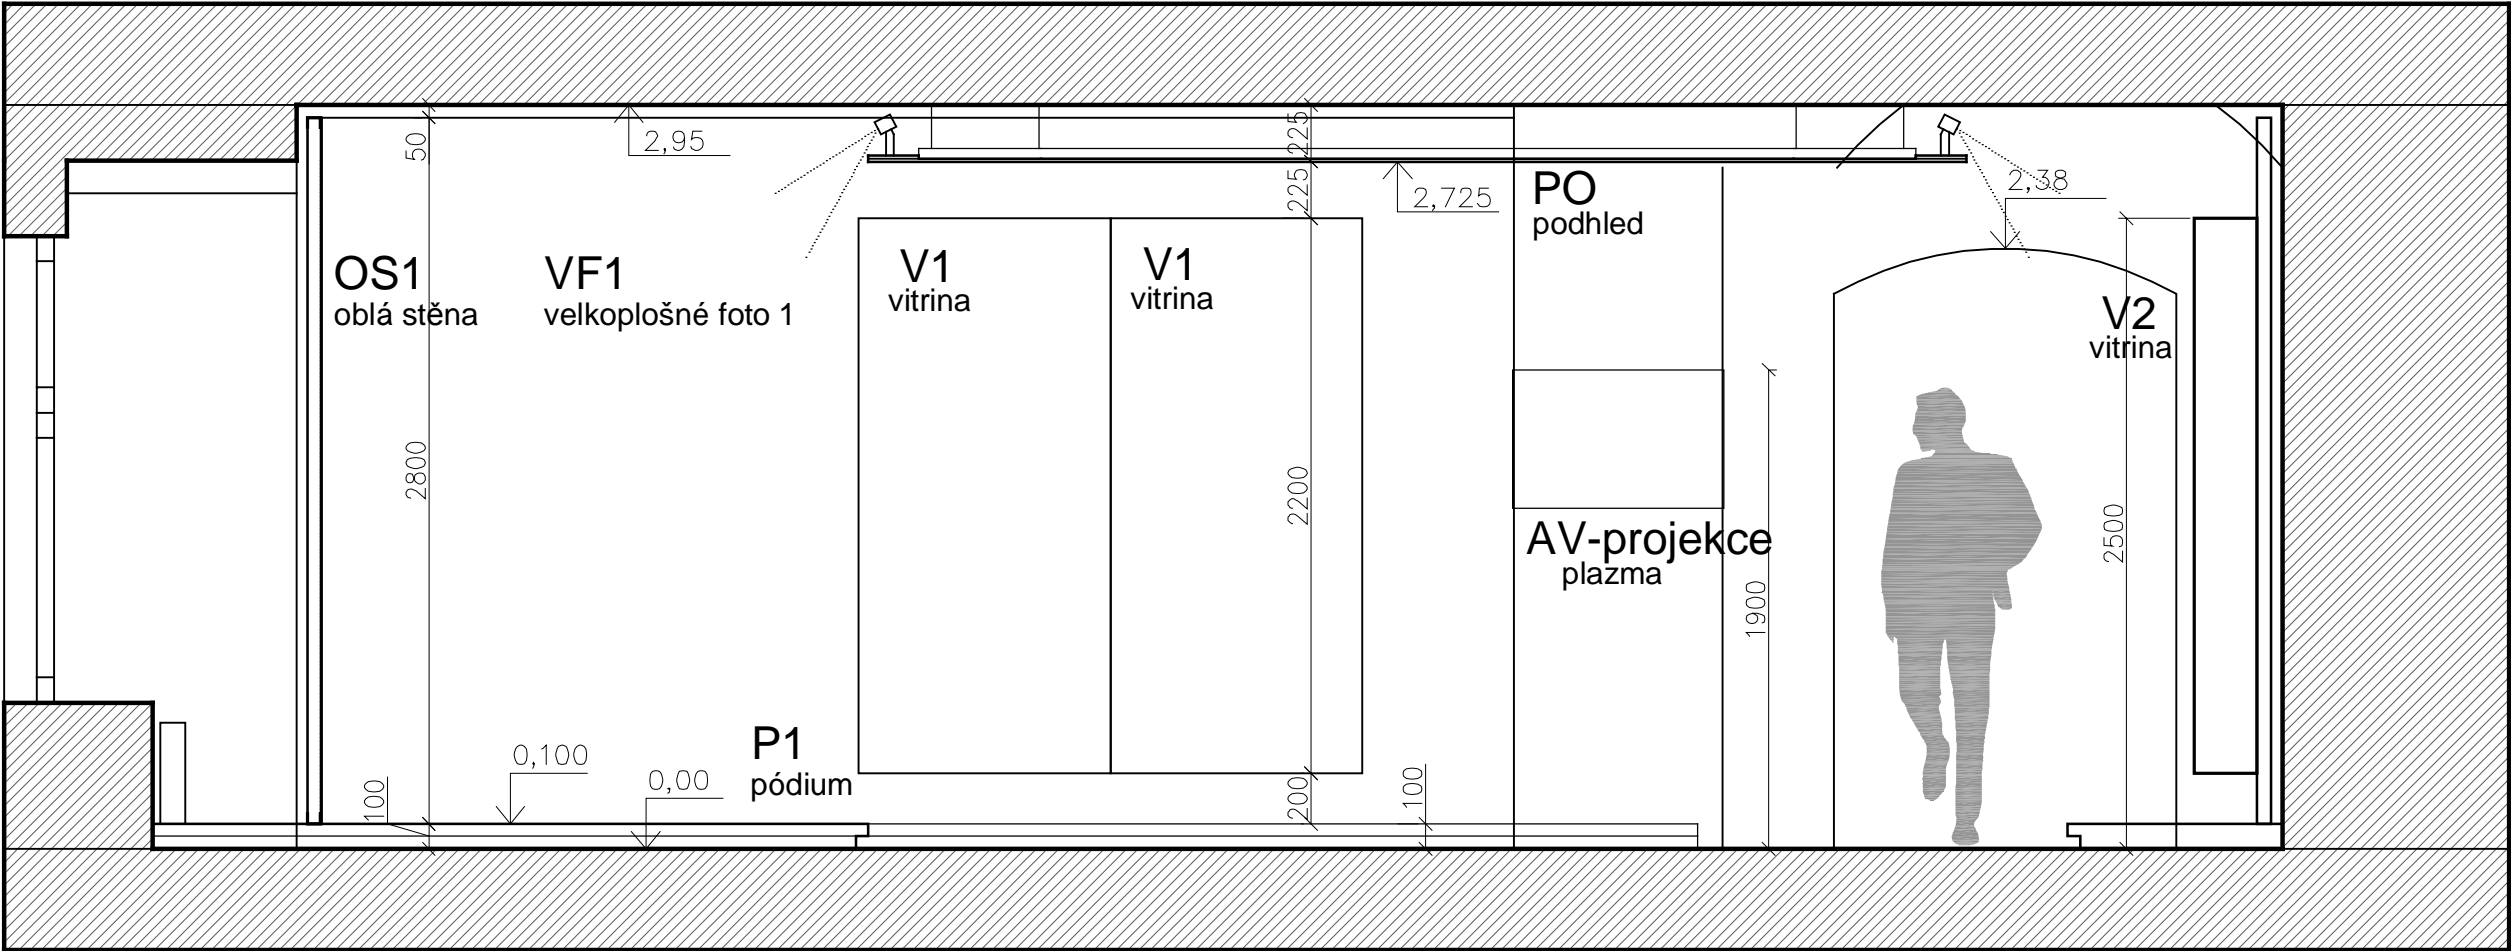 50
2,95
225
225
2,725
PO
podhled
2,38
OS1
oblá stěna
VF1
velkoplošné foto 1
V1
vitrina
V1
vitrina
V2
vitrina
2800
2200
AV-projekce
plazma
2500
1900
P1
pódium
0,100
0,00
100
200
100